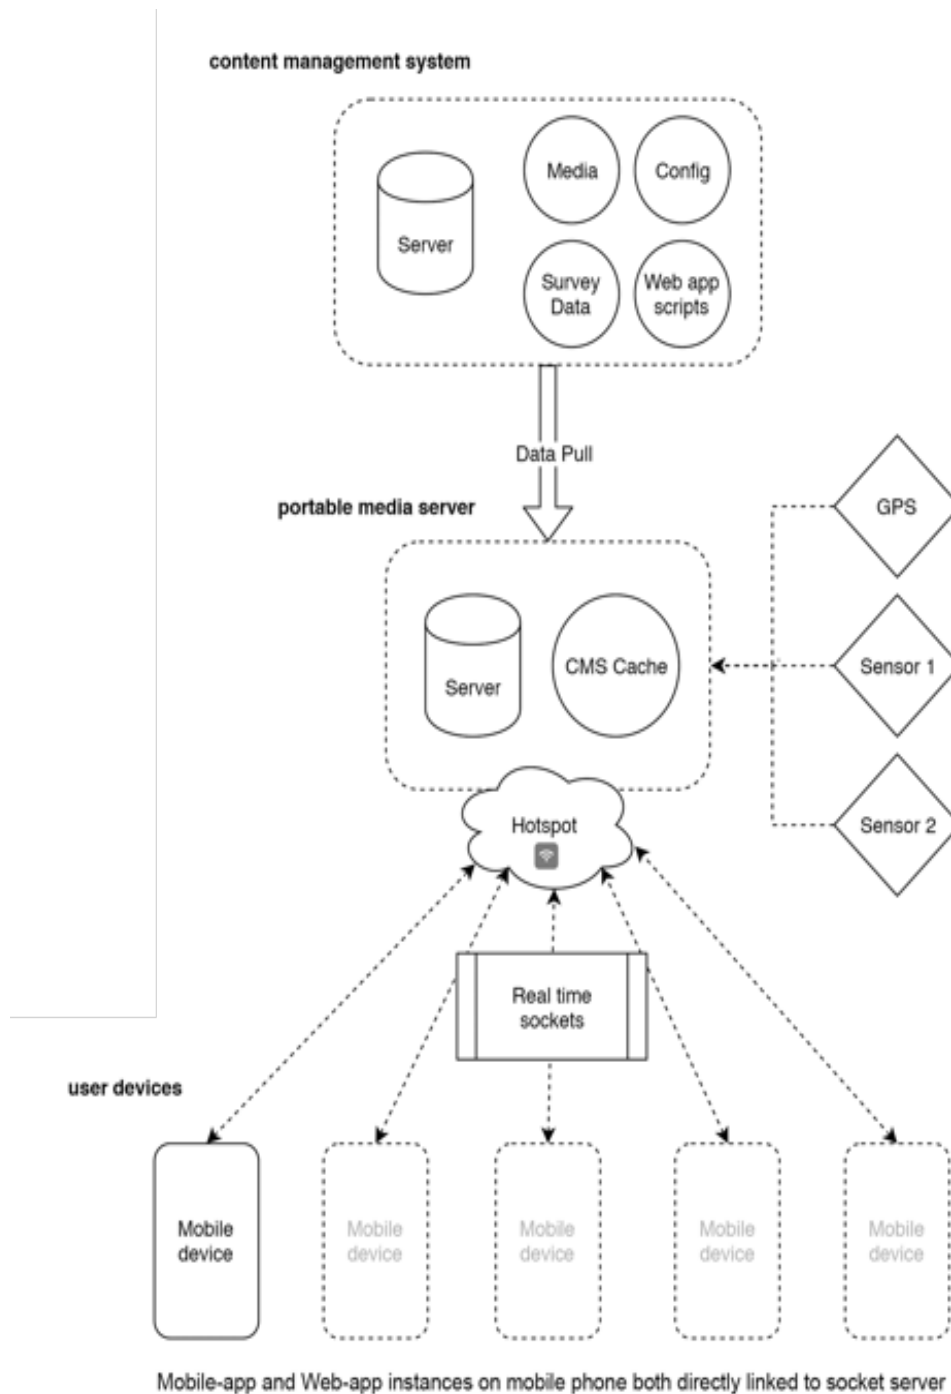 content management system
Media
Config
Server
Survey
Data
Web app
scripts
Data Pull
portable media server
GPS
Server
CMS Cache
Sensor 1
Sensor 2
Hotspot
Real time
sockets
user devices
Mobile
device
Mobile
device
Mobile
device
Mobile
device
Mobile
device
Mobile-app and Web-app instances on mobile phone both directly linked to socket server